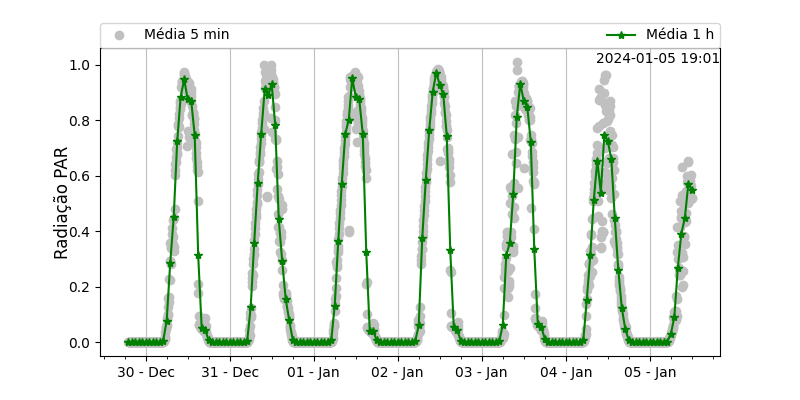 Média 5 min
Média 1 h
2024-01-05 19:01
Radiação PAR
1.0
0.8
0.6
0.4
0.2
0.0
30 - Dec
31 - Dec
01 - Jan
02 - Jan
03 - Jan
04 - Jan
05 - Jan